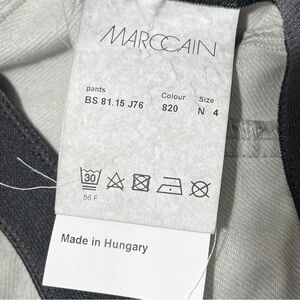 MARCCAIN
pants
Colour
Size
BS 81.15 J76
820
N 4
30
86 F
Made in Hungary